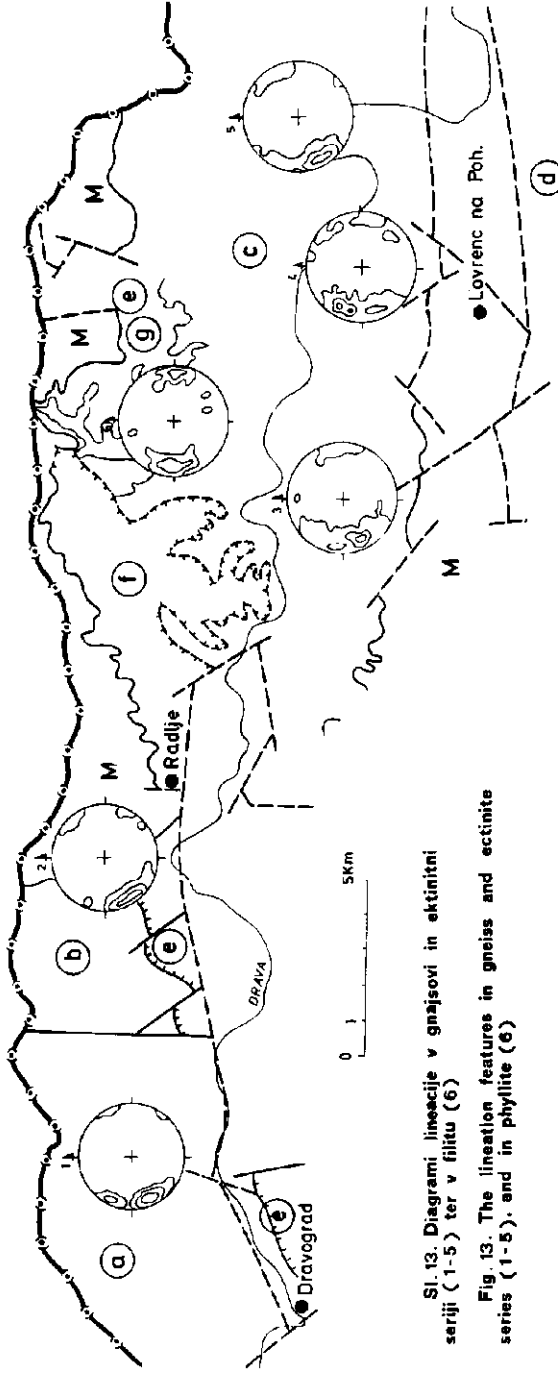 a
1
b
2
M
Radlje
f
M
g
e
M
e
DRAVA
3
c
5
e
Dravograd
0 1 5Km
M
Lovrenc na Poh.
d
Sl. 13. Diagrami lineacije v gnajsovi in ektinitni
seriji (1-5) ter v filitu (6)
Fig. 13. The lineation features in gneiss and ectinite
series (1-5), and in phyllite (6)